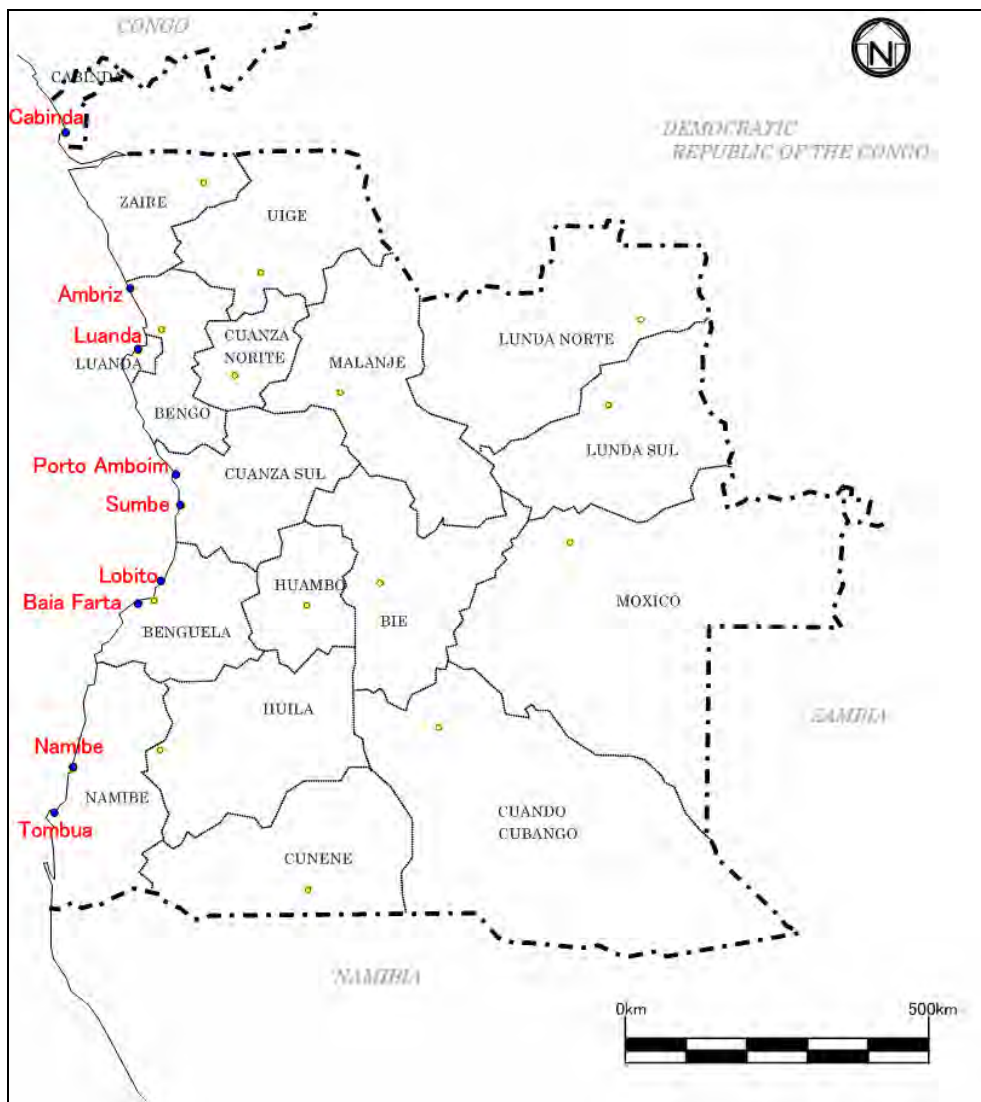 CONGO
N
CABINDA
Cabinda
DEMOCRATIC
REPUBLIC OF THE CONGO
ZAIRE
UIGE
Ambriz
Luanda
LUANDA
CUANZA
NORITE
MALANJE
LUNDA NORTE
BENGO
Porto Amboim
CUANZA SUL
LUNDA SUL
Sumbe
Lobito
HUAMBO
Baia Farta
BENGUELA
BIE
MOXICO
HUILA
ZAMBIA
Namibe
NAMIBE
Tombua
CUANDO
CUBANGO
CUNENE
NAMIBIA
0km
500km